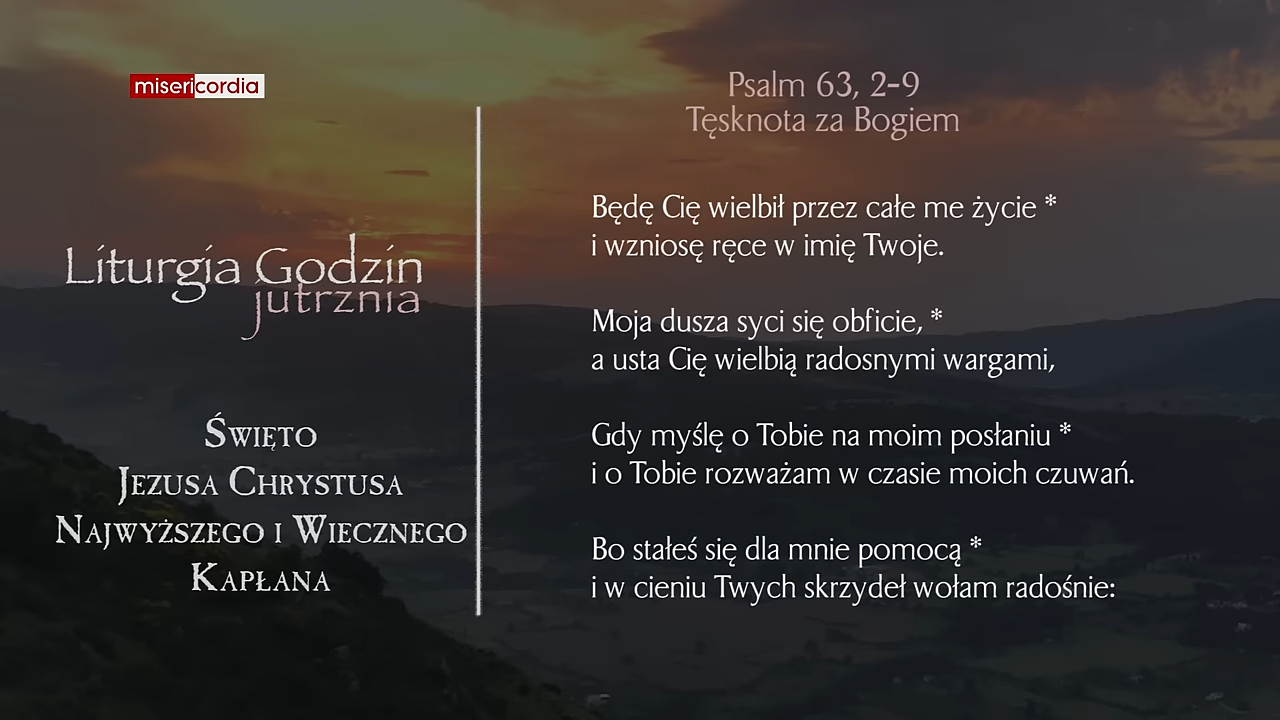 misericordia
Liturgia Godzin
jutrznia
Święto
Jezusa Chrystusa
Najwyższego i Wiecznego
Kapłana
Psalm 63, 2-9
Tęsknota za Bogiem
Będę Cię wielbił przez całe me życie *
i wzniosę ręce w imię Twoje.
Moja dusza syci się obficie, *
a usta Cię wielbią radosnymi wargami,
Gdy myślę o Tobie na moim posłaniu *
i o Tobie rozważam w czasie moich czuwań.
Bo stałeś się dla mnie pomocą *
i w cieniu Twych skrzydeł wołam radośnie: